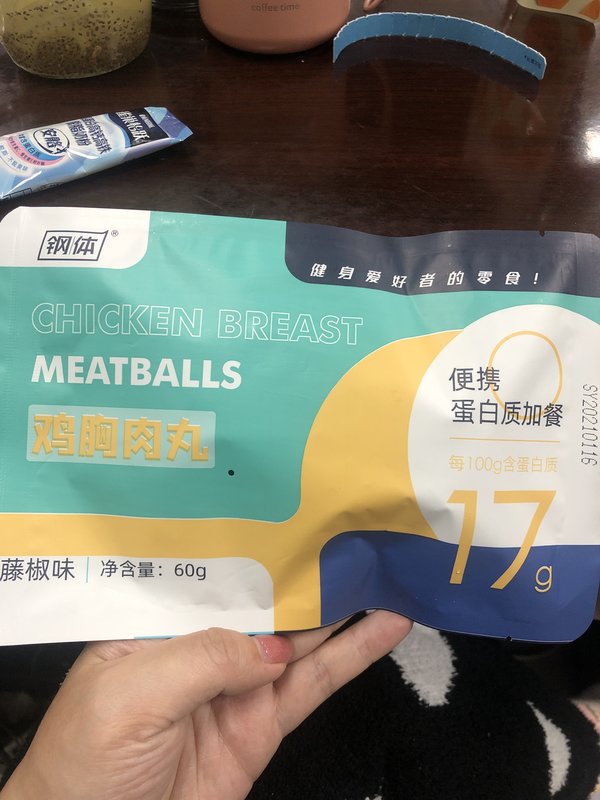 coffee time
钢体®
健身爱好者的零食！
CHICKEN BREAST
MEATBALLS
鸡胸肉丸
便携
蛋白质加餐
每100g含蛋白质
17g
藤椒味
净含量：60g
SY20210116